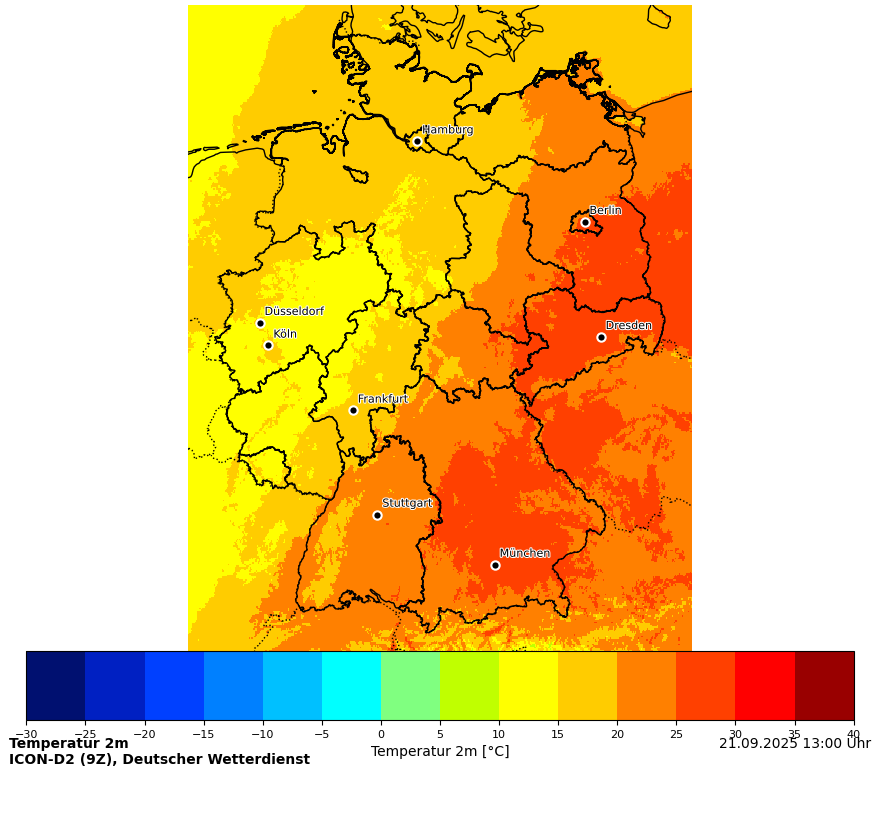 Hamburg
Berlin
Düsseldorf
Köln
Dresden
Frankfurt
Stuttgart
München
−30 −25 −20 −15 −10 −5 0 5 10 15 20 25 30 35 40
Temperatur 2m 21.09.2025 13:00 Uhr
Temperatur 2m [°C]
ICON-D2 (9Z), Deutscher Wetterdienst